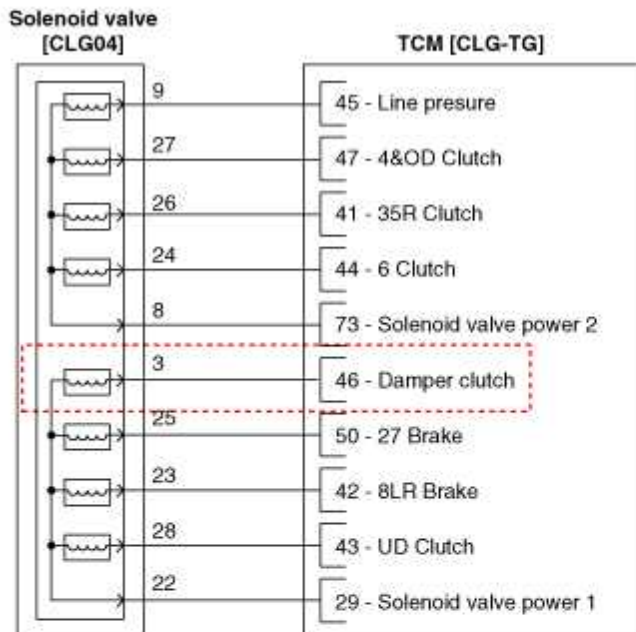 Solenoid valve
[CLG04]
TCM [CLG-TG]
9
45 - Line presure
27
47 - 4&OD Clutch
26
41 - 35R Clutch
24
44 - 6 Clutch
8
73 - Solenoid valve power 2
3
46 - Damper clutch
25
50 - 27 Brake
23
42 - 8LR Brake
28
43 - UD Clutch
22
29 - Solenoid valve power 1